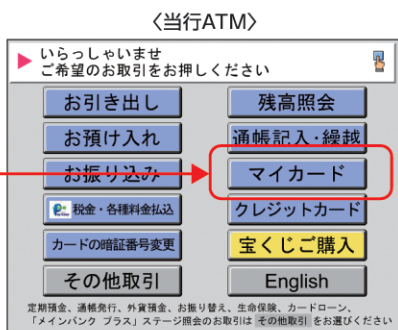 〈当行ATM〉
いらっしゃいませ
ご希望のお取引をお押しください
お引き出し
残高照会
お預け入れ
通帳記入・繰越
お振り込み
マイカード
税金・各種料金払込
クレジットカード
カードの暗証番号変更
宝くじご購入
その他取引
English
定期預金、通帳発行、外貨預金、お振り替え、生命保険、カードローン、
「メインバンク プラス」ステージ照会のお取引は その他取引 をお選びください